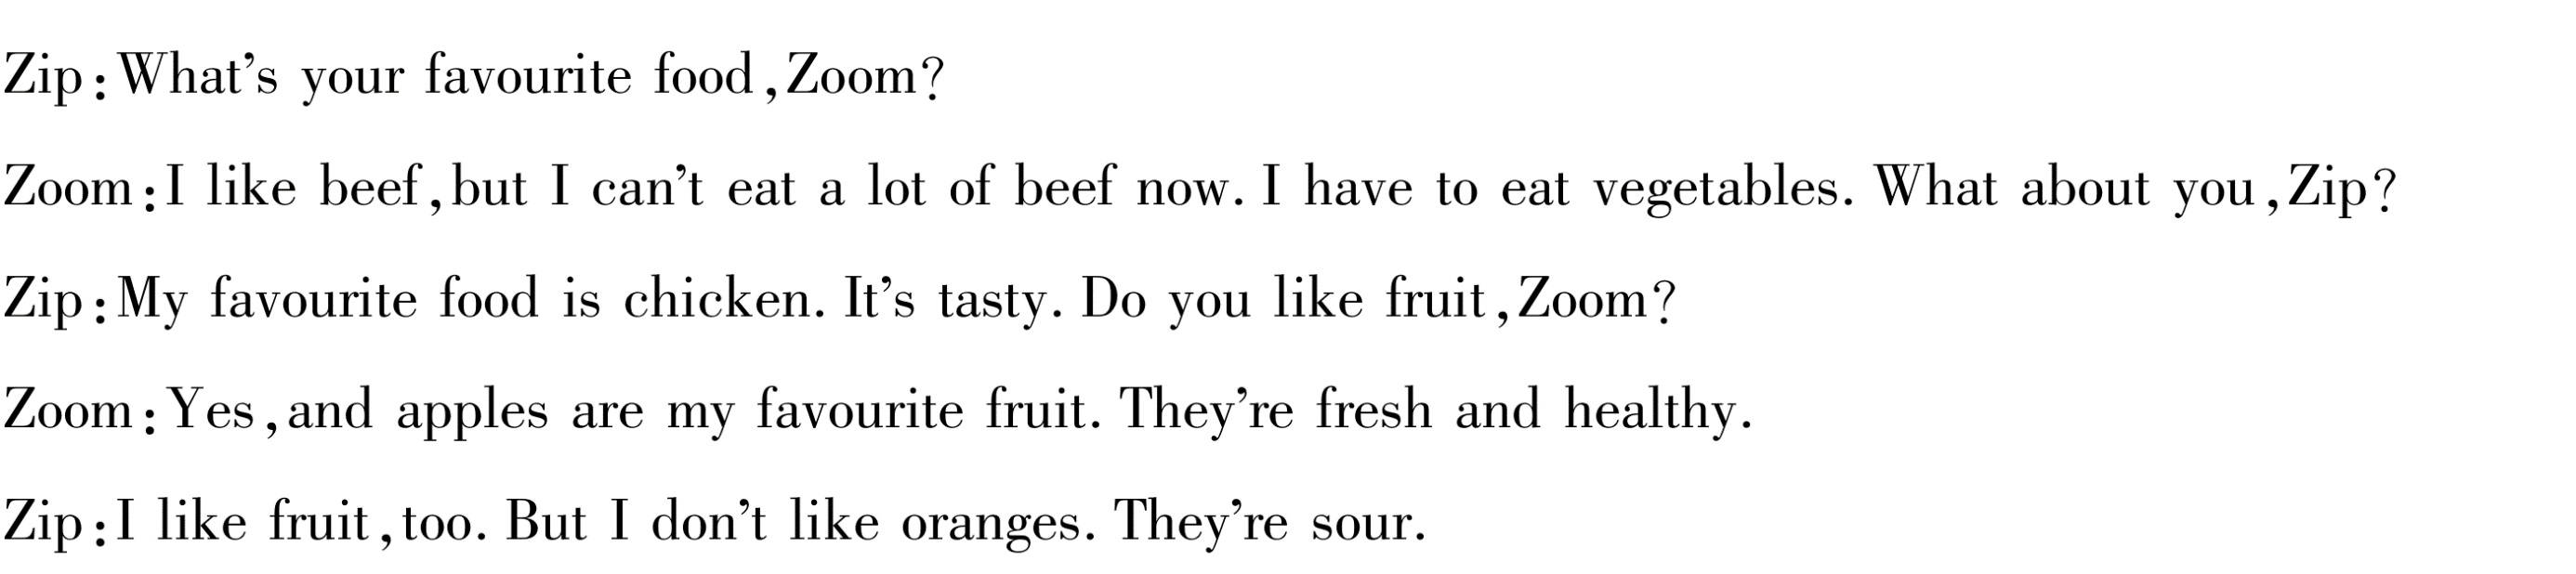 Zip:What's your favourite food,Zoom?
Zoom:I like beef,but I can't eat a lot of beef now. I have to eat vegetables. What about you,Zip?
Zip:My favourite food is chicken. It's tasty. Do you like fruit,Zoom?
Zoom:Yes,and apples are my favourite fruit. They're fresh and healthy.
Zip:I like fruit,too. But I don't like oranges. They're sour.